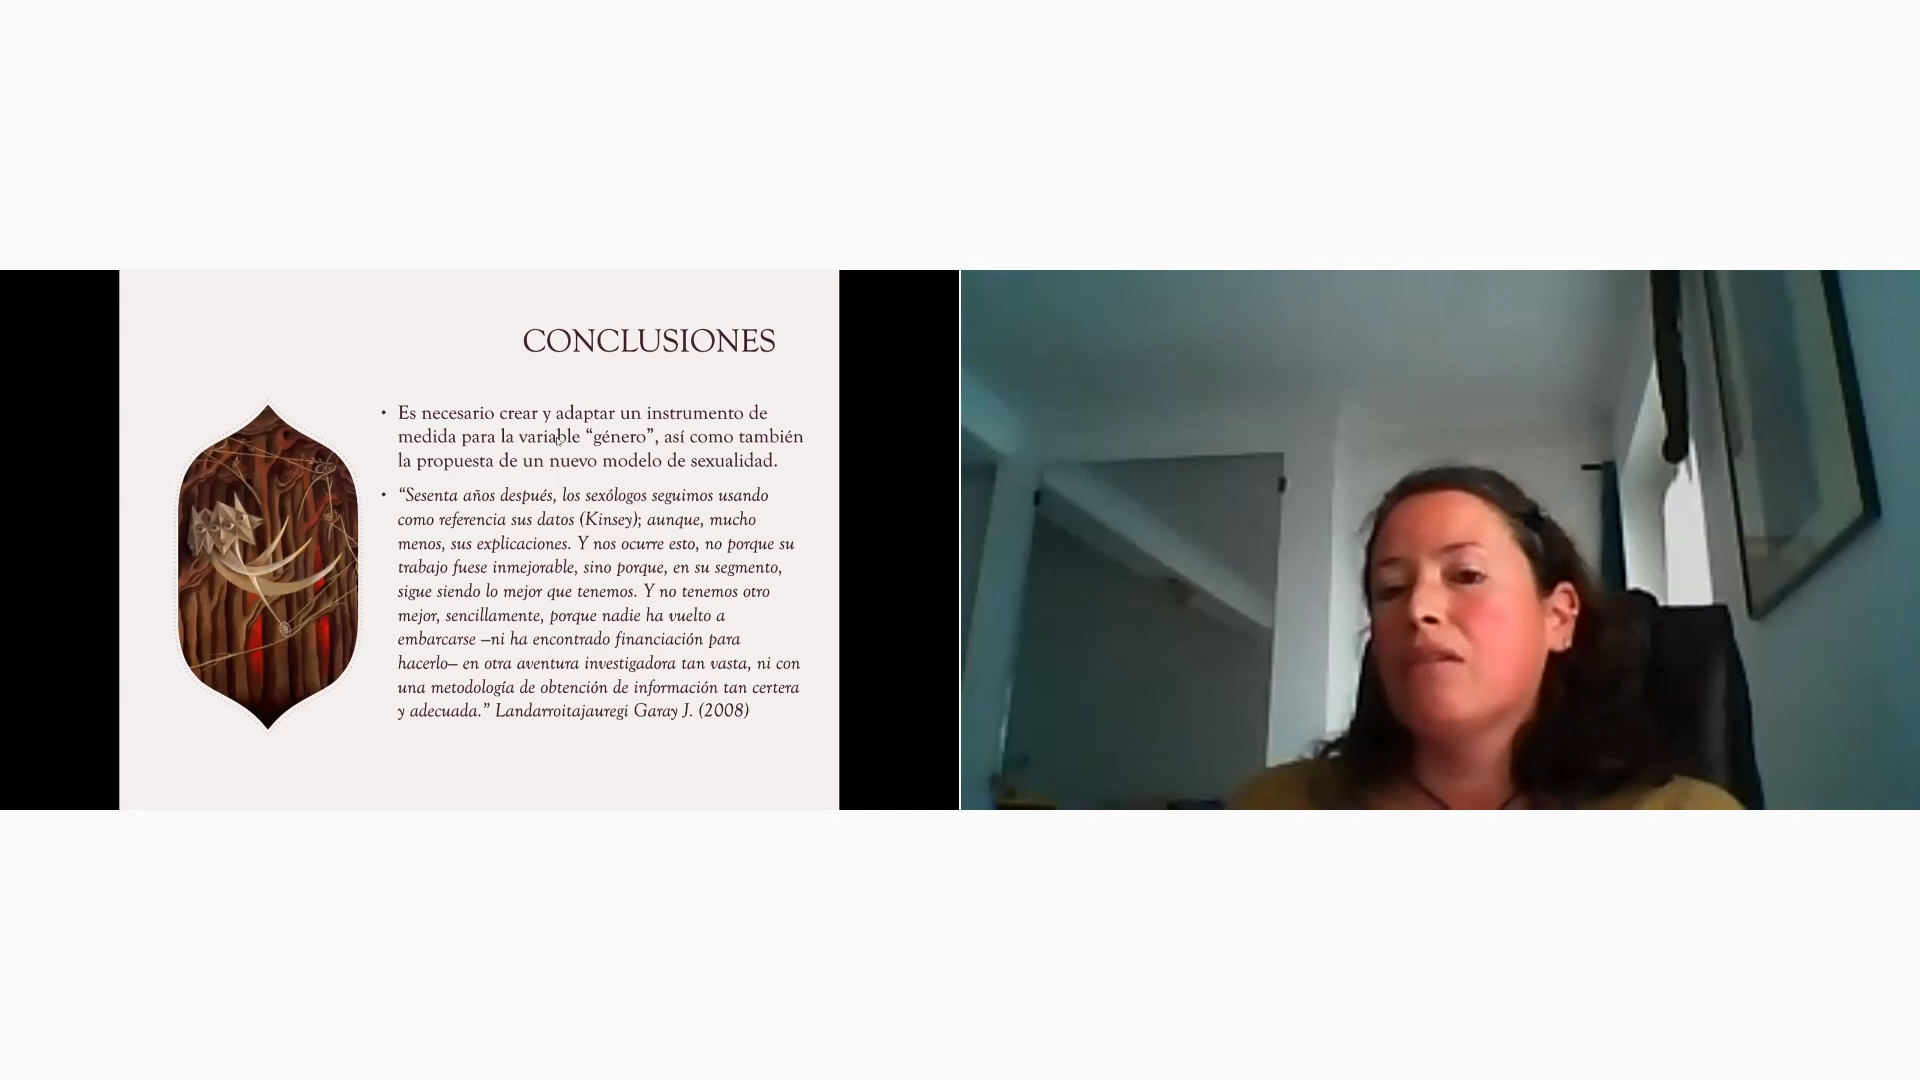 CONCLUSIONES
• Es necesario crear y adaptar un instrumento de
medida para la variable “género”, así como también
la propuesta de un nuevo modelo de sexualidad.
• “Sesenta años después, los sexólogos seguimos usando
como referencia sus datos (Kinsey); aunque, mucho
menos, sus explicaciones. Y nos ocurre esto, no porque su
trabajo fuese inmejorable, sino porque, en su segmento,
sigue siendo lo mejor que tenemos. Y no tenemos otro
mejor, sencillamente, porque nadie ha vuelto a
embarcarse –ni ha encontrado financiación para
hacerlo– en otra aventura investigadora tan vasta, ni con
una metodología de obtención de información tan certera
y adecuada.” Landarroitajauregi Garay J. (2008)